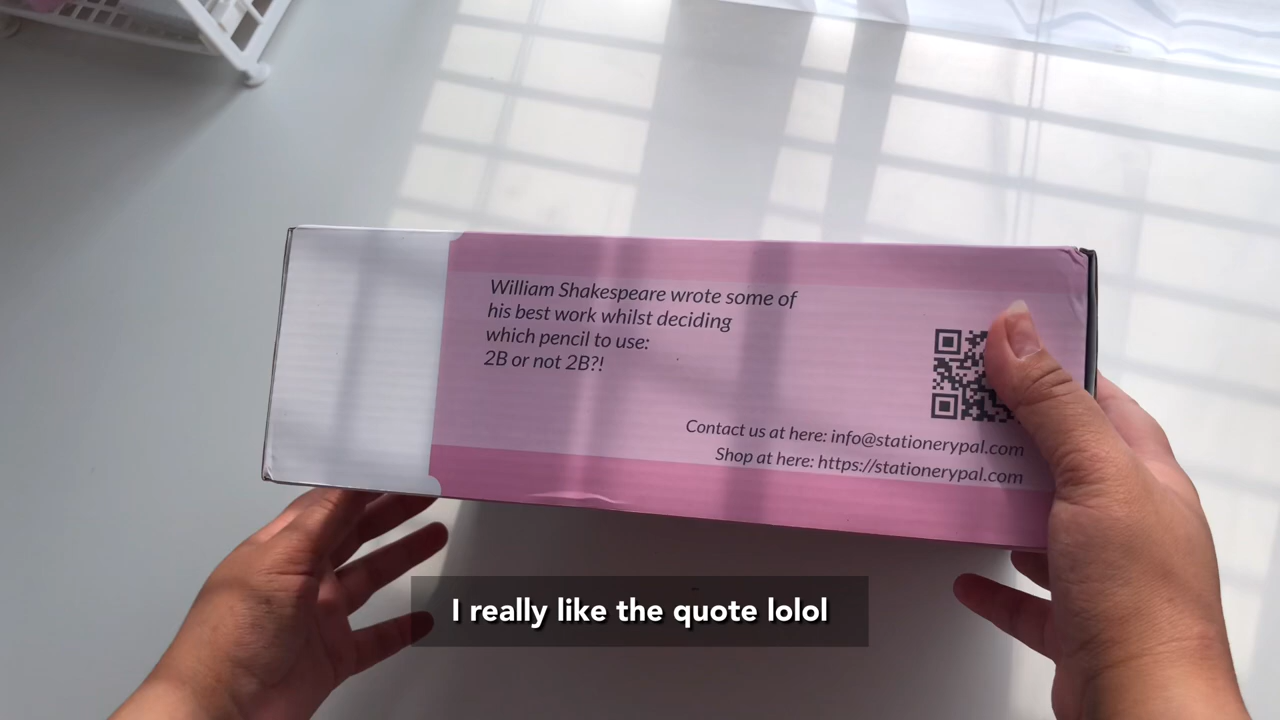 William Shakespeare wrote some of
his best work whilst deciding
which pencil to use:
2B or not 2B?!
Contact us at here: info@stationerypal.com
Shop at here: https://stationerypal.com
I really like the quote lolol